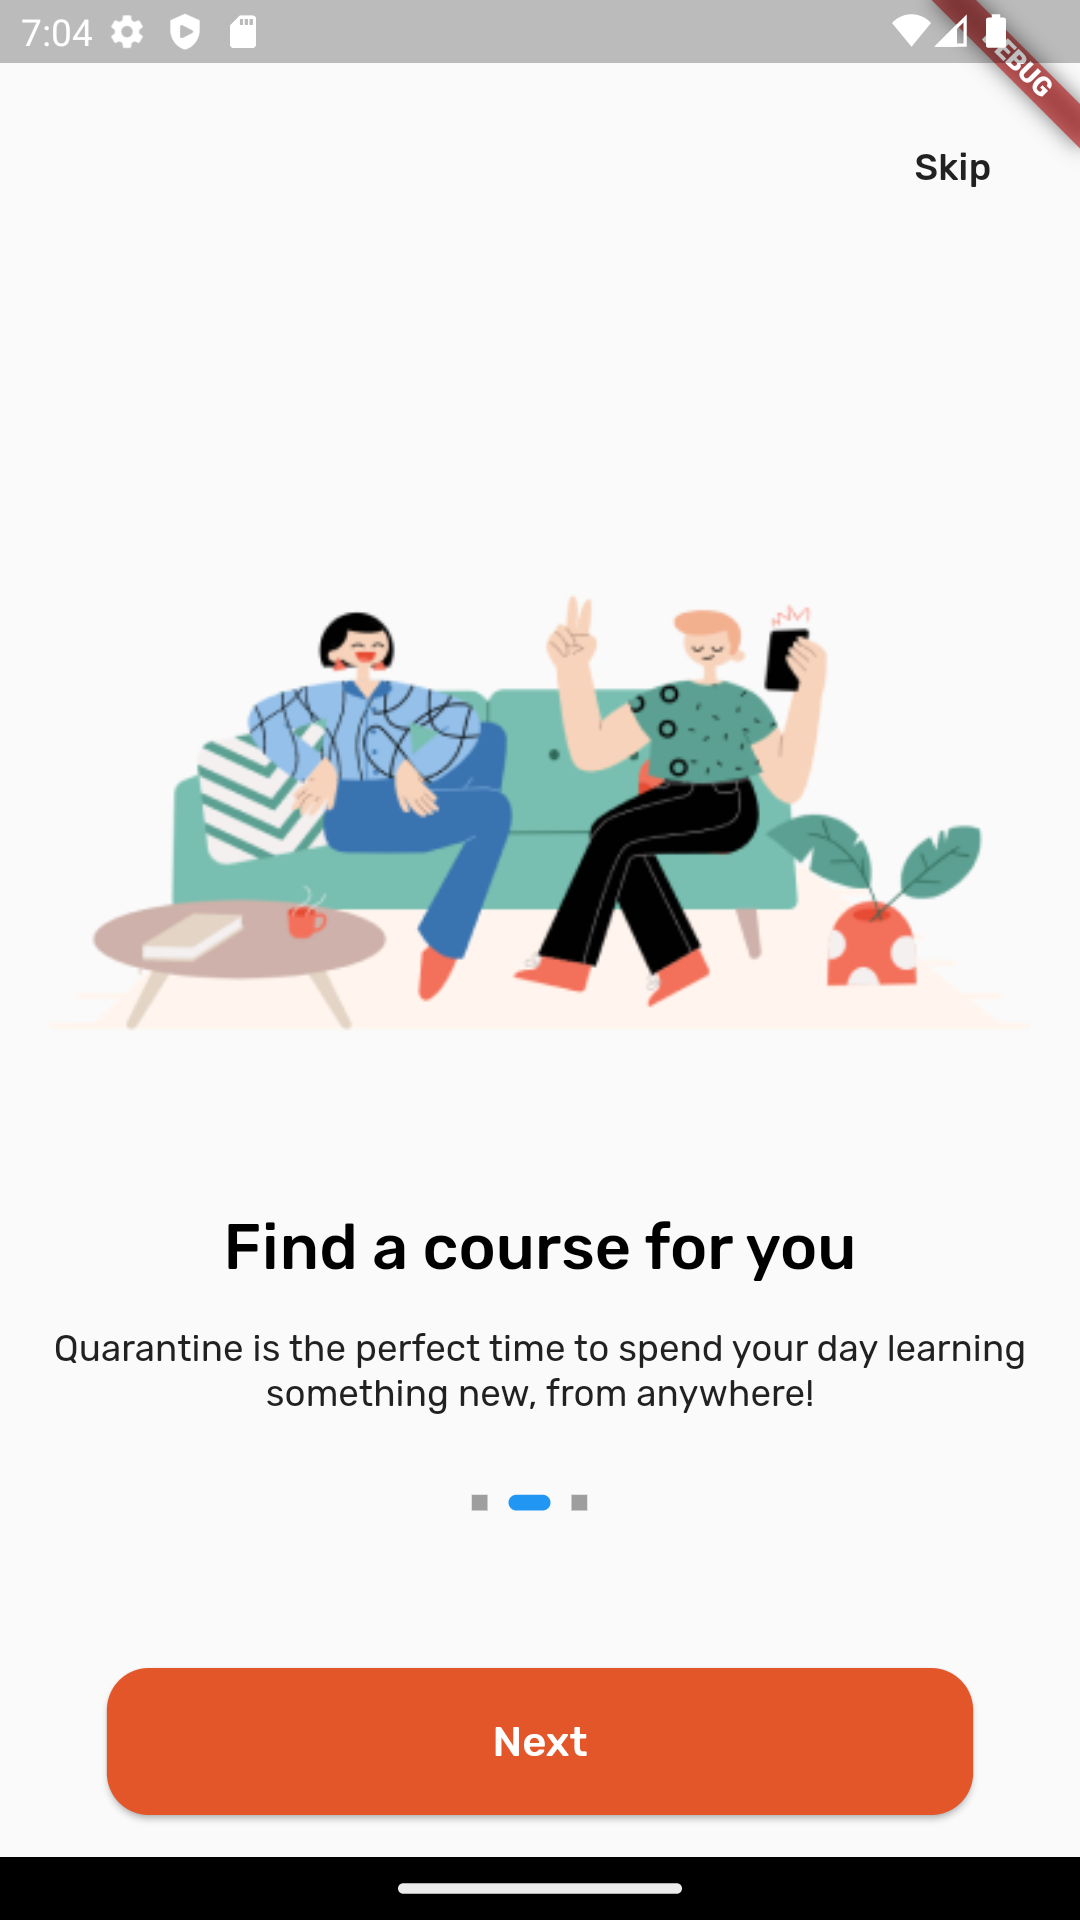 7:04
DEBUG
Skip
Find a course for you
Quarantine is the perfect time to spend your day learning
something new, from anywhere!
Next